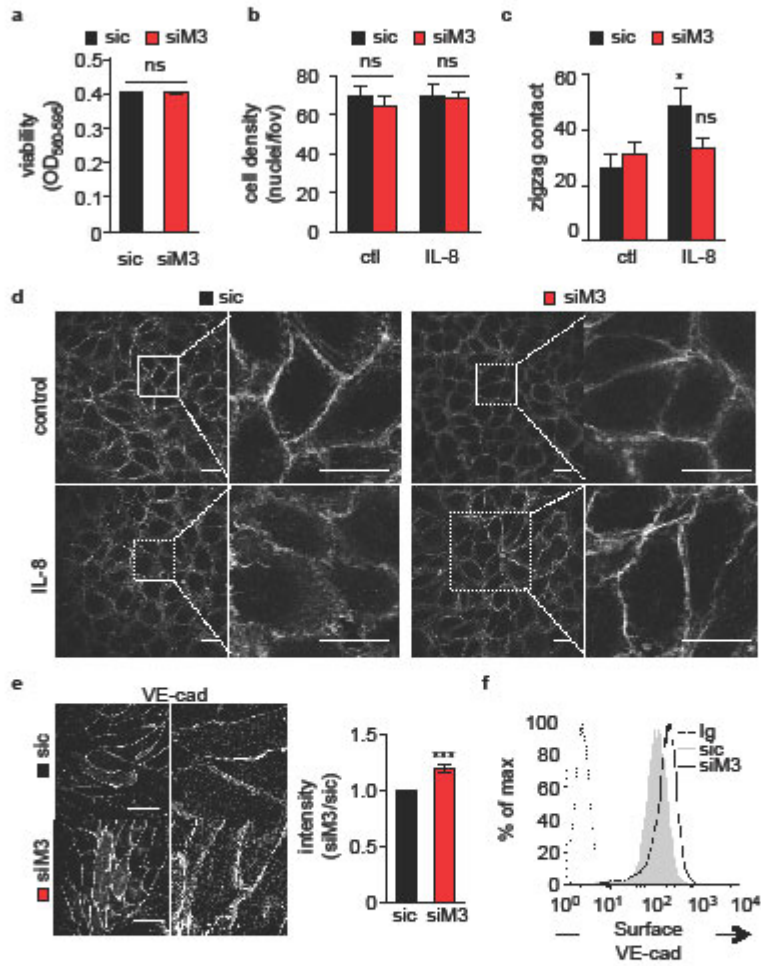 a
sic siM3
ns
0.5
0.4
0.3
0.2
0.1
0
viability
(OD560-595)
sic siM3
b
sic siM3
ns ns
80
60
40
20
0
cell density
(nuclei/fov)
ctl IL-8
c
sic siM3
*
ns
60
40
20
0
zigzag contact
ctl IL-8
d
sic siM3
control
IL-8
e
VE-cad
sic
siM3
1.5
1.0
0.5
0
***
intensity
(siM3/sic)
sic siM3
f
100
80
60
40
20
0
% of max
Ig
sic
siM3
10⁰ 10¹ 10² 10³ 10⁴
Surface
VE-cad